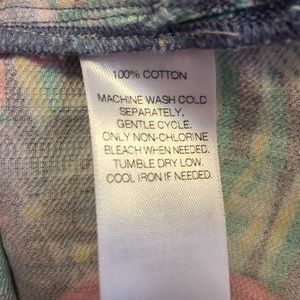 100% COTTON
MACHINE WASH COLD
SEPARATELY.
GENTLE CYCLE.
ONLY NON-CHLORINE
BLEACH WHEN NEEDED.
TUMBLE DRY LOW.
COOL IRON IF NEEDED.